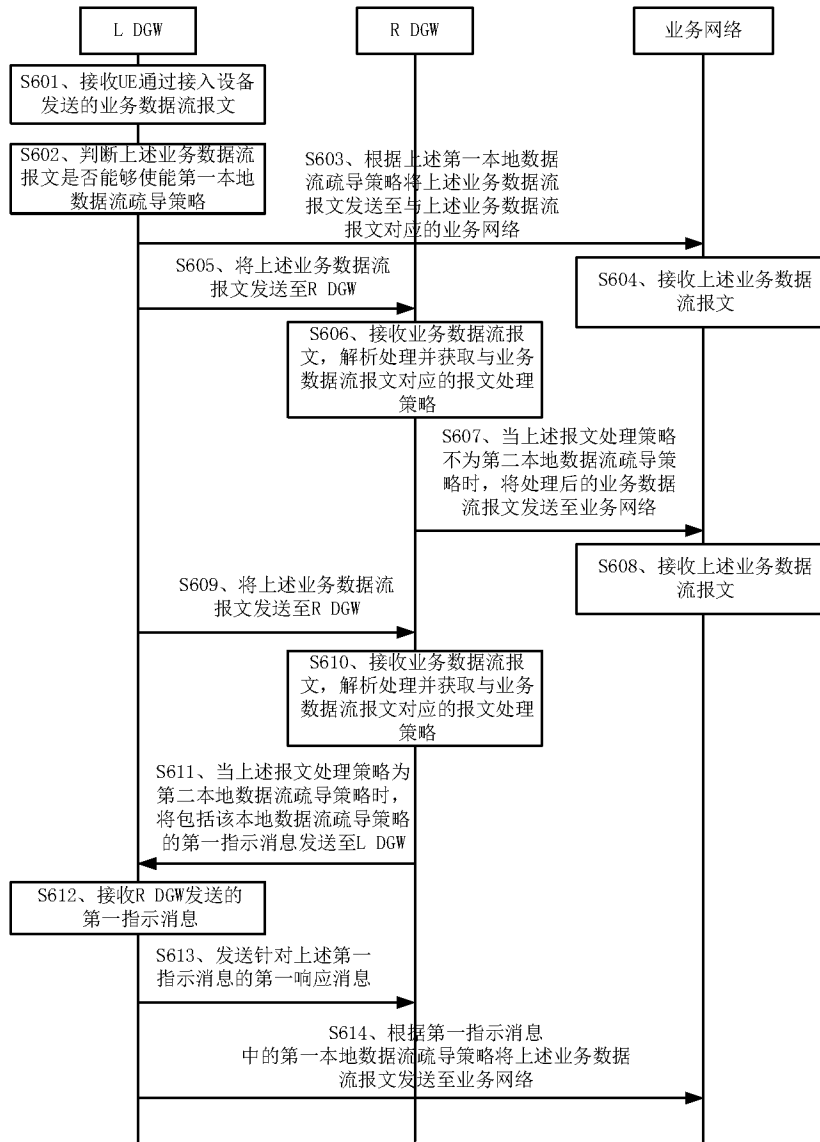 L DGW
R DGW
业务网络
S601、接收UE通过接入设备
发送的业务数据流报文
S602、判断上述业务数据流
报文是否能够使能第一本地
数据流疏导策略
S603、根据上述第一本地数据
流疏导策略将上述业务数据流
报文发送至与上述业务数据流
报文对应的业务网络
S604、接收上述业务数据
流报文
S605、将上述业务数据流
报文发送至R DGW
S606、接收业务数据流报
文，解析处理并获取与业务
数据流报文对应的报文处理
策略
S607、当上述报文处理策略
不为第二本地数据流疏导策
略时，将处理后的业务数据
流报文发送至业务网络
S608、接收上述业务数据
流报文
S609、将上述业务数据流
报文发送至R DGW
S610、接收业务数据流报
文，解析处理并获取与业务
数据流报文对应的报文处理
策略
S611、当上述报文处理策略为
第二本地数据流疏导策略时，
将包括该本地数据流疏导策略
的第一指示消息发送至L DGW
S612、接收R DGW发送的
第一指示消息
S613、发送针对上述第一
指示消息的第一响应消息
S614、根据第一指示消息
中的第一本地数据流疏导策略将上述业务数据
流报文发送至业务网络